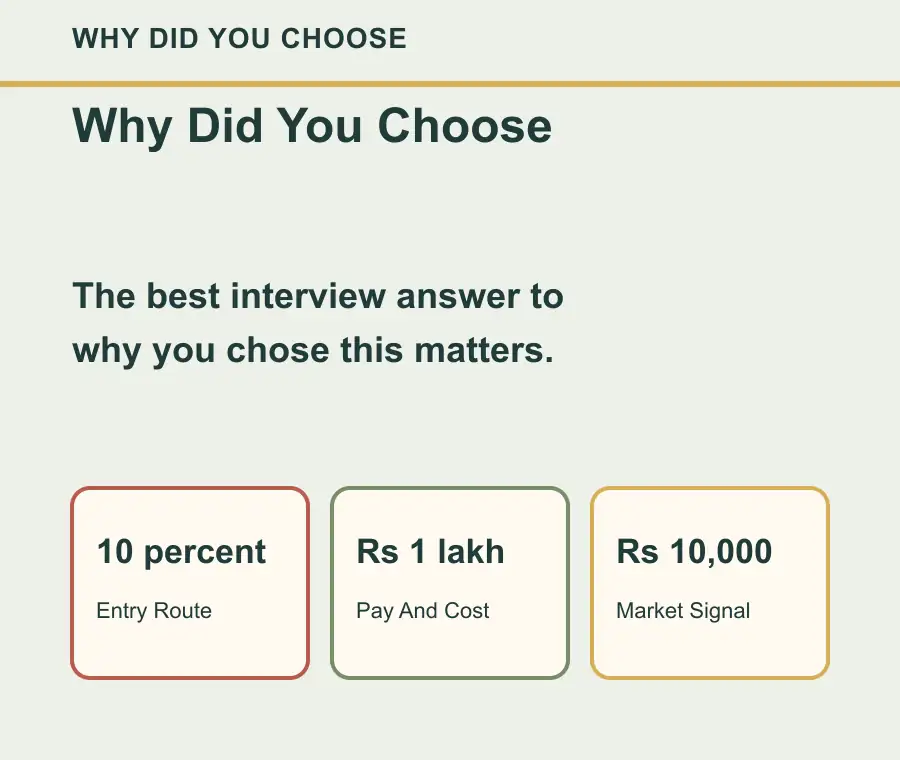 WHY DID YOU CHOOSE
Why Did You Choose
The best interview answer to
why you chose this matters.
10 percent
Entry Route
Rs 1 lakh
Pay And Cost
Rs 10,000
Market Signal